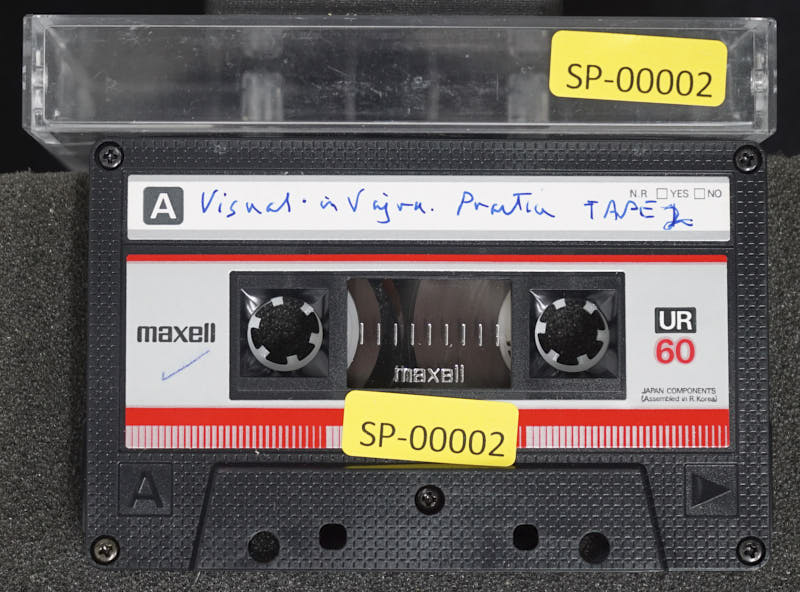 SP-00002
N.R □ YES □ NO
A Visual. in Vajra. Practice TAPE 2
maxell
UR
60
maxell
JAPAN COMPONENTS
(Assembled in R.Korea)
SP-00002
A